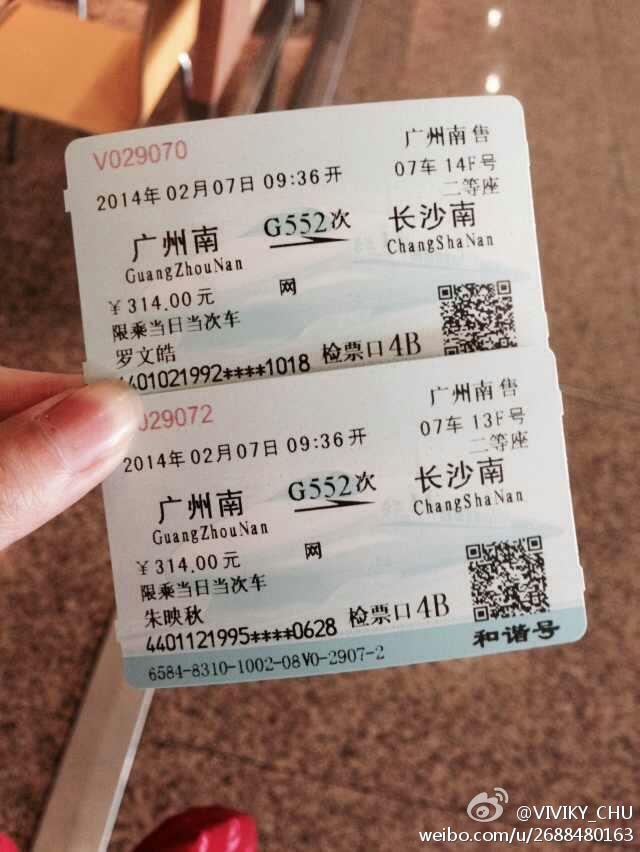 V029070
广州南售
2014年02月07日09:36开
07车14F号
二等座
广州南
G552次
长沙南
GuangZhouNan
ChangShaNan
￥314.00元
网
限乘当日当次车
罗文皓
4401021992****1018
检票口4B
029072
广州南售
2014年02月07日09:36开
07车13F号
二等座
广州南
G552次
长沙南
GuangZhouNan
ChangShaNan
￥314.00元
网
限乘当日当次车
朱映秋
4401121995****0628
检票口4B
和谐号
6584-8310-1002-08V0-2907-2
@VIVIKY_CHU
weibo.com/u/2688480163